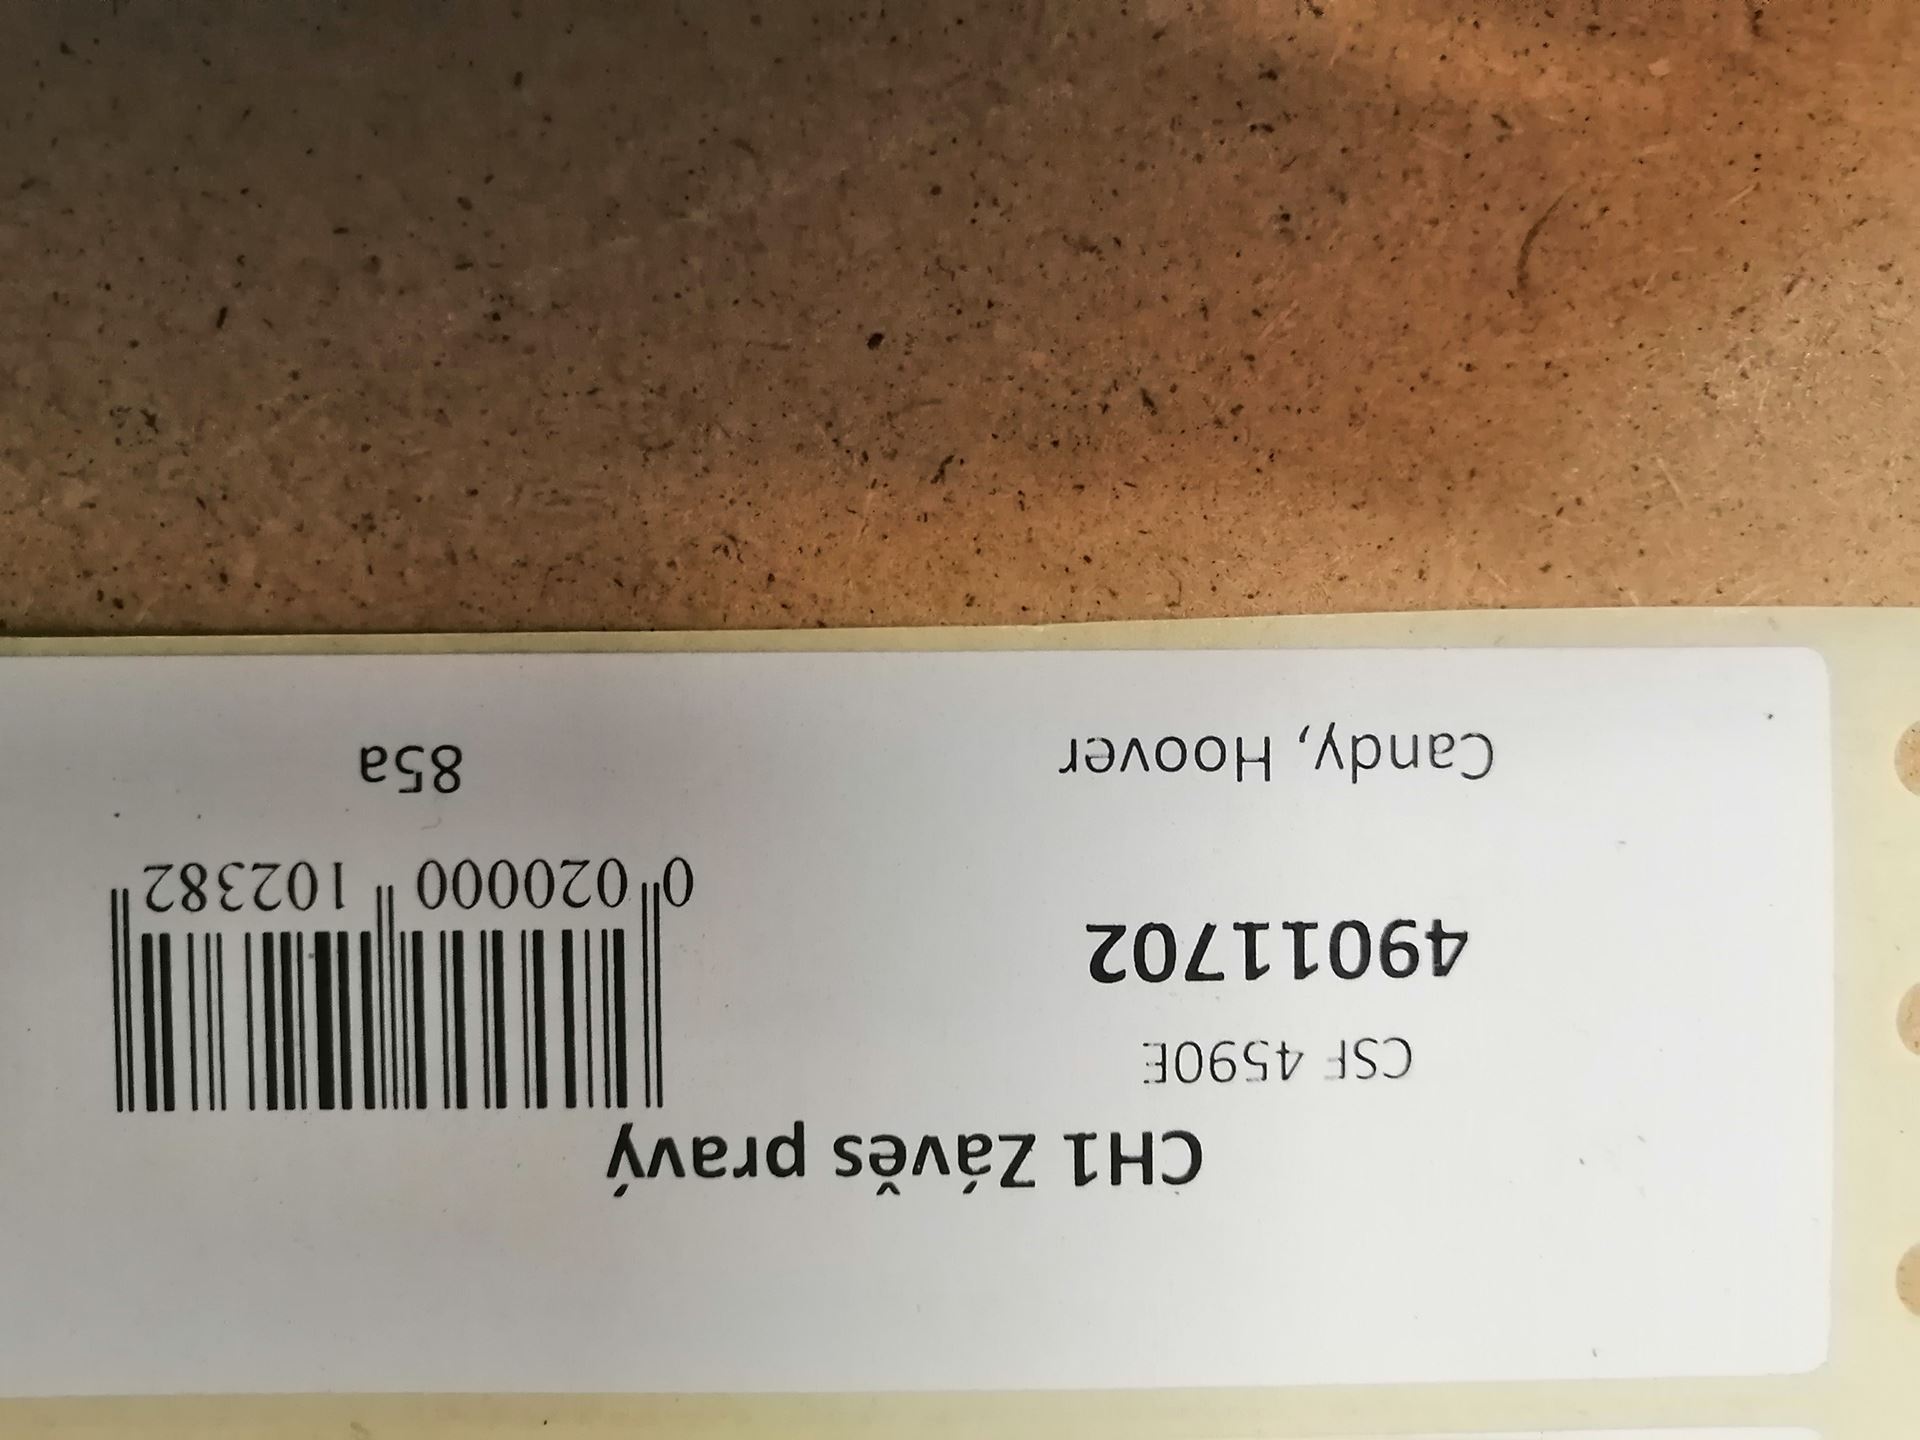 CH1 Závěs pravý
CSF 4590E
49011702
0 020000 102382
Candy, Hoover
85a